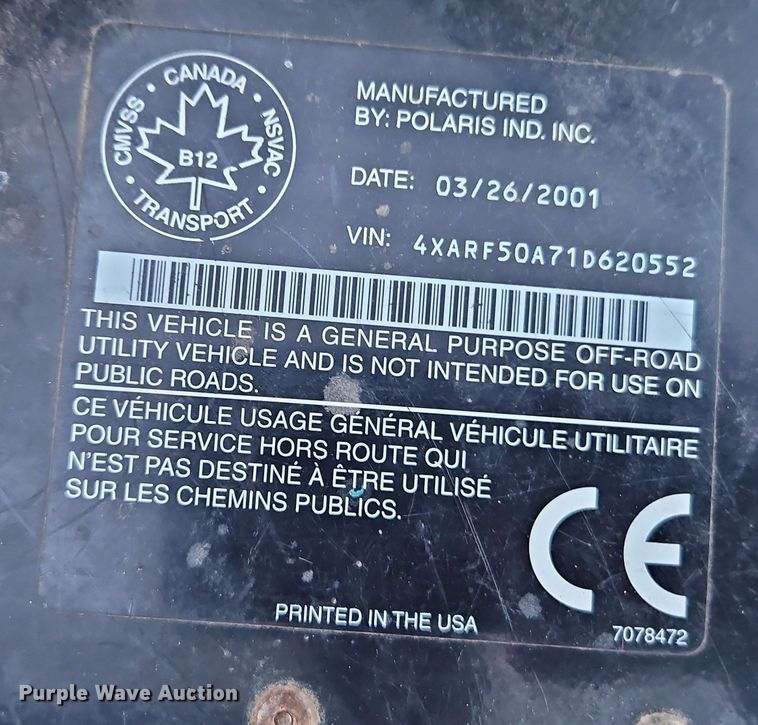 CMVSS • CANADA • NSVAC • TRANSPORT •
B12
MANUFACTURED
BY: POLARIS IND. INC.
DATE: 03/26/2001
VIN: 4XARF50A71D620552
THIS VEHICLE IS A GENERAL PURPOSE OFF-ROAD
UTILITY VEHICLE AND IS NOT INTENDED FOR USE ON
PUBLIC ROADS.
CE VÉHICULE USAGE GÉNÉRAL VÉHICULE UTILITAIRE
POUR SERVICE HORS ROUTE QUI
N'EST PAS DESTINÉ À ÊTRE UTILISÉ
SUR LES CHEMINS PUBLICS.
CE
PRINTED IN THE USA
7078472
Purple Wave Auction